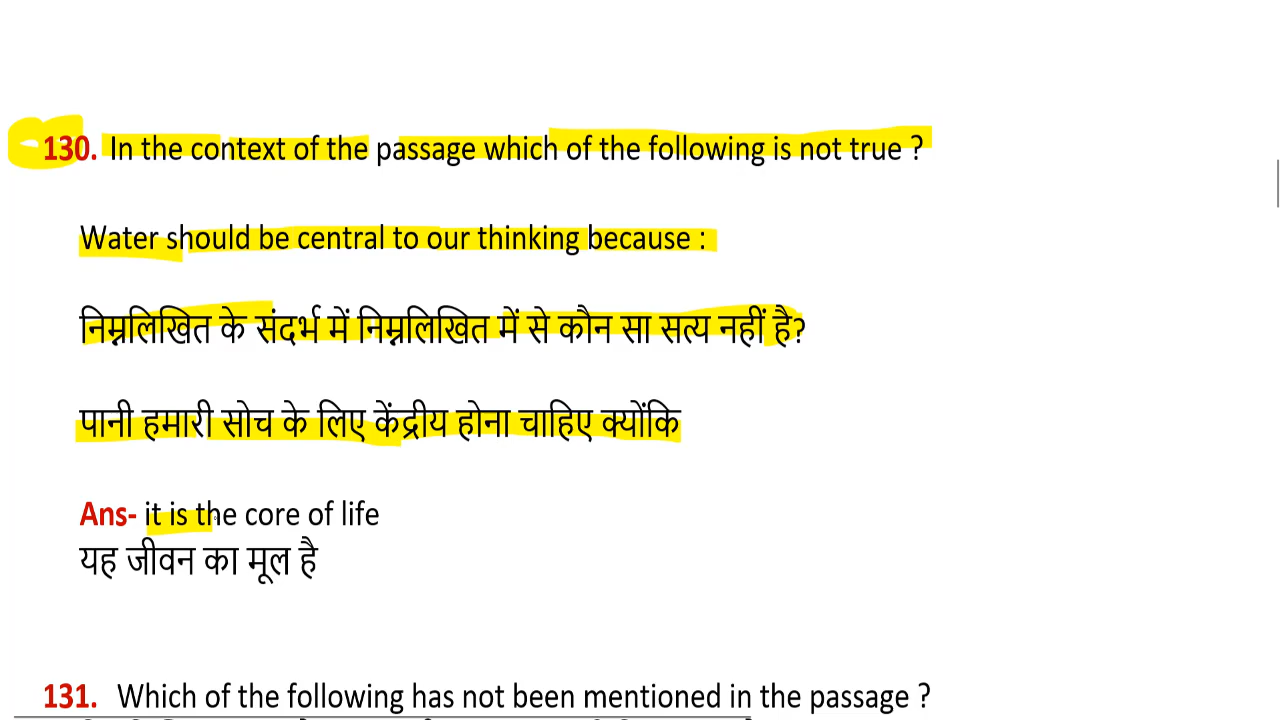 130. In the context of the passage which of the following is not true ?
Water should be central to our thinking because :
निम्नलिखित के संदर्भ में निम्नलिखित में से कौन सा सत्य नहीं है?
पानी हमारी सोच के लिए केंद्रीय होना चाहिए क्योंकि
Ans- it is the core of life
यह जीवन का मूल है
131. Which of the following has not been mentioned in the passage ?